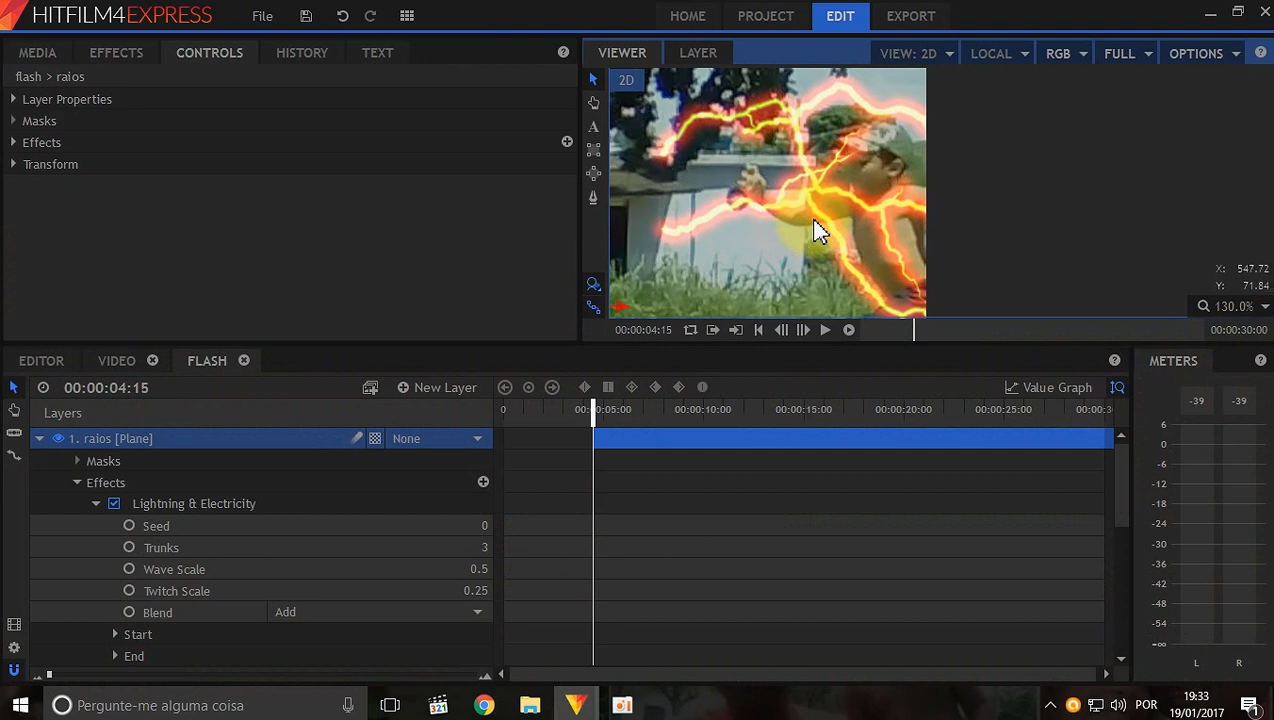 HITFILM4EXPRESS File HOME PROJECT EDIT EXPORT
MEDIA EFFECTS CONTROLS HISTORY TEXT
VIEWER LAYER VIEW: 2D LOCAL RGB FULL OPTIONS
flash > raios
Layer Properties
Masks
Effects
Transform
2D
X: 547.72
Y: 71.84
130.0%
00:00:04:15 00:00:30:00
EDITOR VIDEO FLASH
METERS
00:00:04:15 New Layer Value Graph
Layers 0 00:00:05:00 00:00:10:00 00:00:15:00 00:00:20:00 00:00:25:00
1. raios [Plane] None
Masks
Effects
Lightning & Electricity
Seed 0
Trunks 3
Wave Scale 0.5
Twitch Scale 0.25
Blend Add
Start
End
-39 -39
6
0
-6
-12
-18
-24
-30
-36
-42
-48
-54
-∞
L R
Pergunte-me alguma coisa
321
POR
19:33
19/01/2017
1